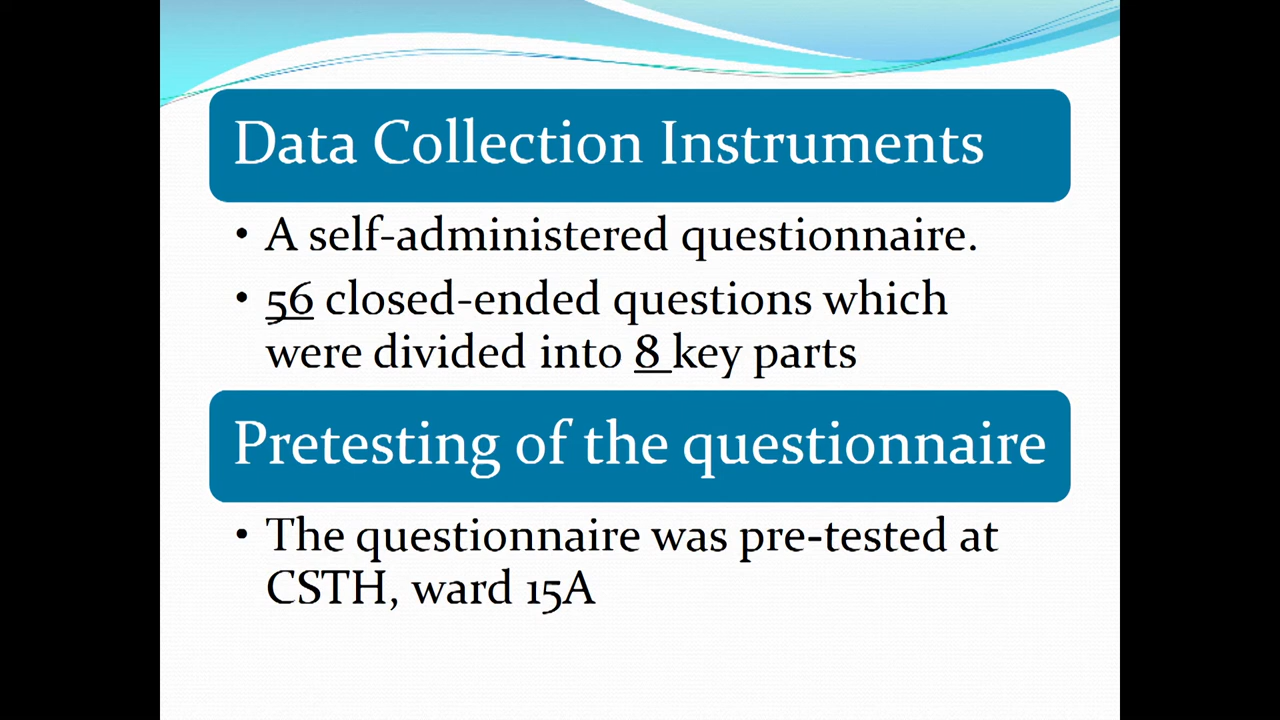 Data Collection Instruments
• A self-administered questionnaire.
• 56 closed-ended questions which
were divided into 8 key parts
Pretesting of the questionnaire
• The questionnaire was pre-tested at
CSTH, ward 15A